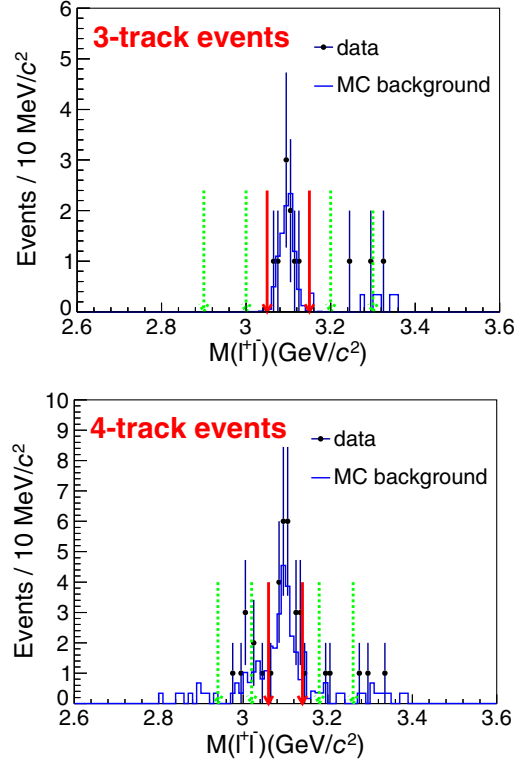 3-track events
data
MC background
Events / 10 MeV/c²
6
5
4
3
2
1
0
2.6 2.8 3 3.2 3.4 3.6
M(l⁺l⁻)(GeV/c²)
4-track events
data
MC background
Events / 10 MeV/c²
10
9
8
7
6
5
4
3
2
1
0
2.6 2.8 3 3.2 3.4 3.6
M(l⁺l⁻)(GeV/c²)